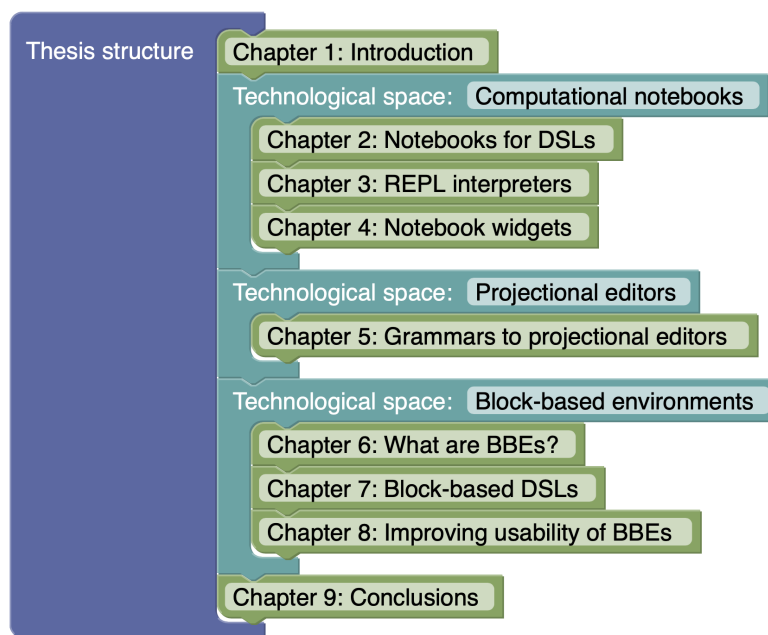 Thesis structure
Chapter 1: Introduction
Technological space: Computational notebooks
Chapter 2: Notebooks for DSLs
Chapter 3: REPL interpreters
Chapter 4: Notebook widgets
Technological space: Projectional editors
Chapter 5: Grammars to projectional editors
Technological space: Block-based environments
Chapter 6: What are BBEs?
Chapter 7: Block-based DSLs
Chapter 8: Improving usability of BBEs
Chapter 9: Conclusions